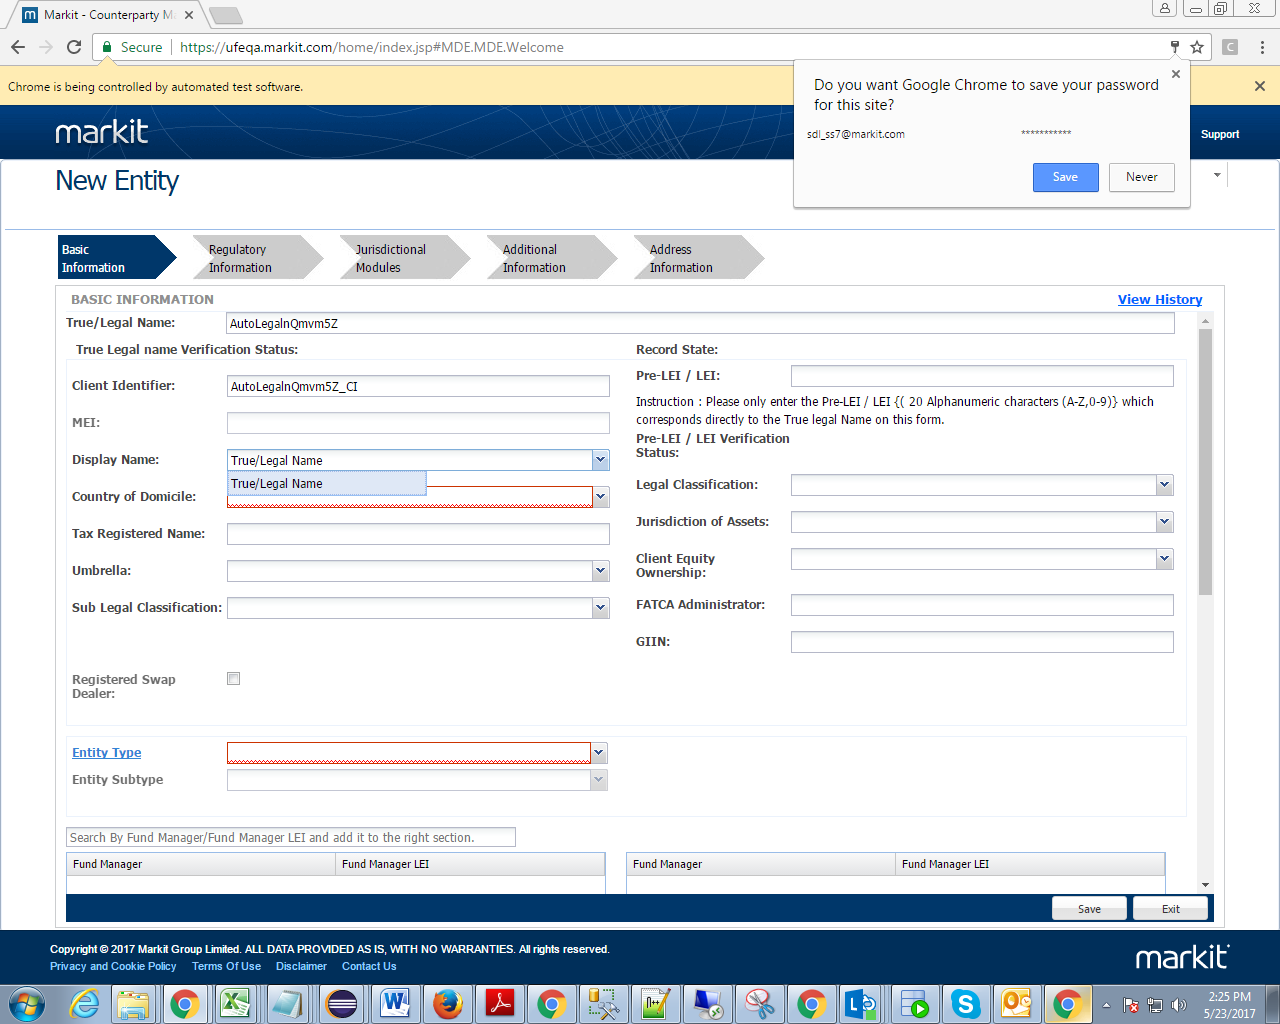 Markit - Counterparty M
Secure
https://ufeqa.markit.com/home/index.jsp#MDE.MDE.Welcome
Chrome is being controlled by automated test software.
Do you want Google Chrome to save your password
for this site?
sdl_ss7@markit.com ***********
Save Never
markit
Support
New Entity
Basic
Information
Regulatory
Information
Jurisdictional
Modules
Additional
Information
Address
Information
BASIC INFORMATION
View History
True/Legal Name: AutoLegalnQmvm5Z
True Legal name Verification Status:
Record State:
Client Identifier: AutoLegalnQmvm5Z_CI
Pre-LEI / LEI:
Instruction : Please only enter the Pre-LEI / LEI {( 20 Alphanumeric characters (A-Z,0-9)} which
corresponds directly to the True legal Name on this form.
MEI:
Pre-LEI / LEI Verification
Status:
Display Name: True/Legal Name
True/Legal Name
Country of Domicile:
Legal Classification:
Tax Registered Name:
Jurisdiction of Assets:
Umbrella:
Client Equity
Ownership:
Sub Legal Classification:
FATCA Administrator:
GIIN:
Registered Swap
Dealer:
Entity Type
Entity Subtype
Search By Fund Manager/Fund Manager LEI and add it to the right section.
Fund Manager Fund Manager LEI
Fund Manager Fund Manager LEI
Save Exit
Copyright © 2017 Markit Group Limited. ALL DATA PROVIDED AS IS, WITH NO WARRANTIES. All rights reserved.
Privacy and Cookie Policy Terms Of Use Disclaimer Contact Us
markit
2:25 PM
5/23/2017